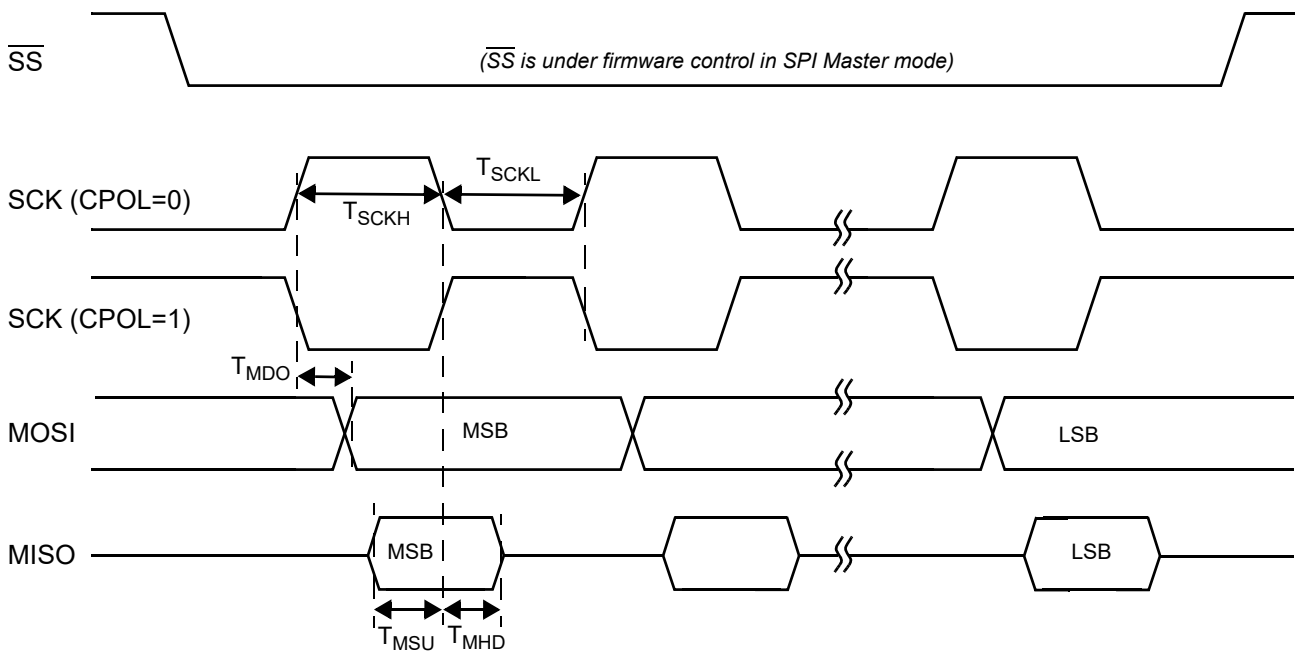 SS
(SS is under firmware control in SPI Master mode)
TSCKL
SCK (CPOL=0)
TSCKH
SCK (CPOL=1)
TMDO
MOSI
MSB
LSB
MISO
MSB
LSB
TMSU
TMHD